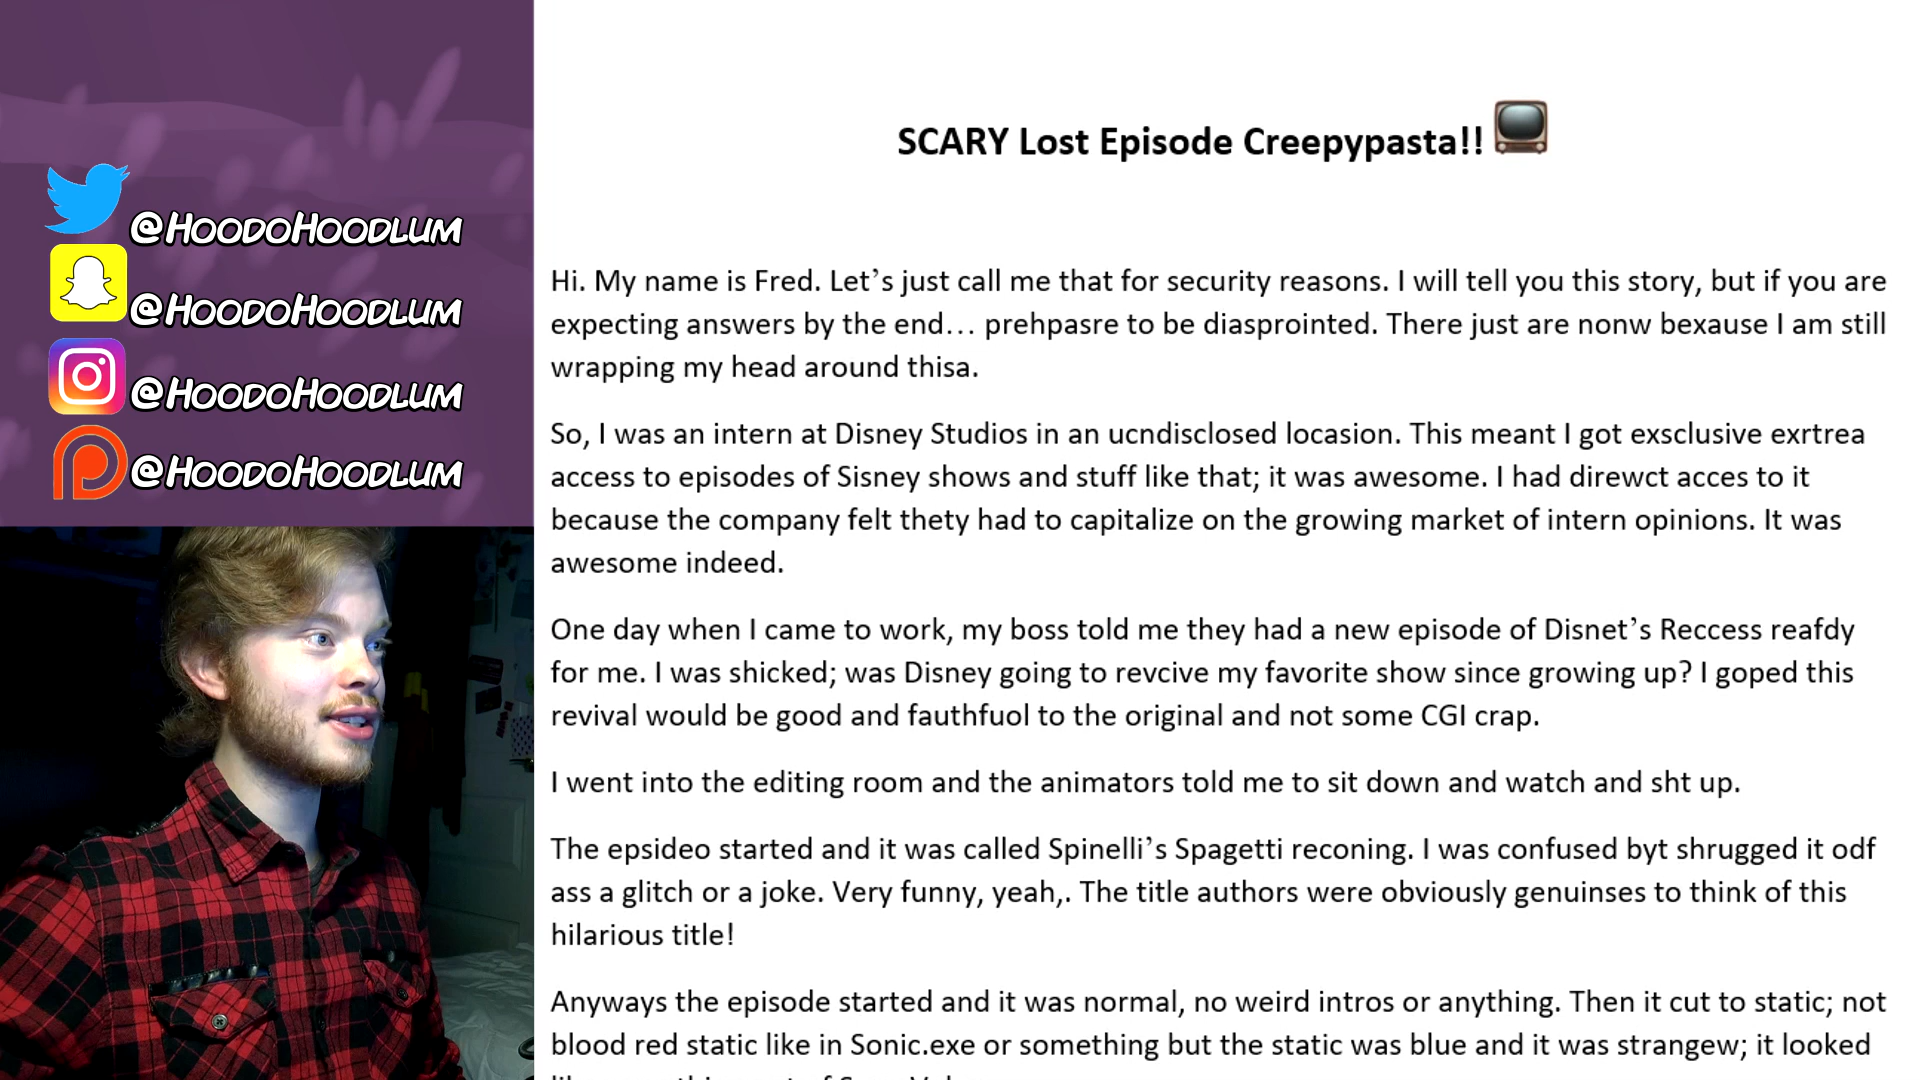 @HOODOHOODLUM
@HOODOHOODLUM
@HOODOHOODLUM
@HOODOHOODLUM
SCARY Lost Episode Creepypasta!!
Hi. My name is Fred. Let’s just call me that for security reasons. I will tell you this story, but if you are
expecting answers by the end… prehpasre to be diasprointed. There just are nonw bexause I am still
wrapping my head around thisa.
So, I was an intern at Disney Studios in an ucndisclosed locasion. This meant I got exsclusive exrtrea
access to episodes of Sisney shows and stuff like that; it was awesome. I had direwct acces to it
because the company felt thety had to capitalize on the growing market of intern opinions. It was
awesome indeed.
One day when I came to work, my boss told me they had a new episode of Disnet’s Reccess reafdy
for me. I was shicked; was Disney going to revcive my favorite show since growing up? I goped this
revival would be good and fauthfuol to the original and not some CGI crap.
I went into the editing room and the animators told me to sit down and watch and sht up.
The epsideo started and it was called Spinelli’s Spagetti reconing. I was confused byt shrugged it odf
ass a glitch or a joke. Very funny, yeah,. The title authors were obviously genuinses to think of this
hilarious title!
Anyways the episode started and it was normal, no weird intros or anything. Then it cut to static; not
blood red static like in Sonic.exe or something but the static was blue and it was strangew; it looked